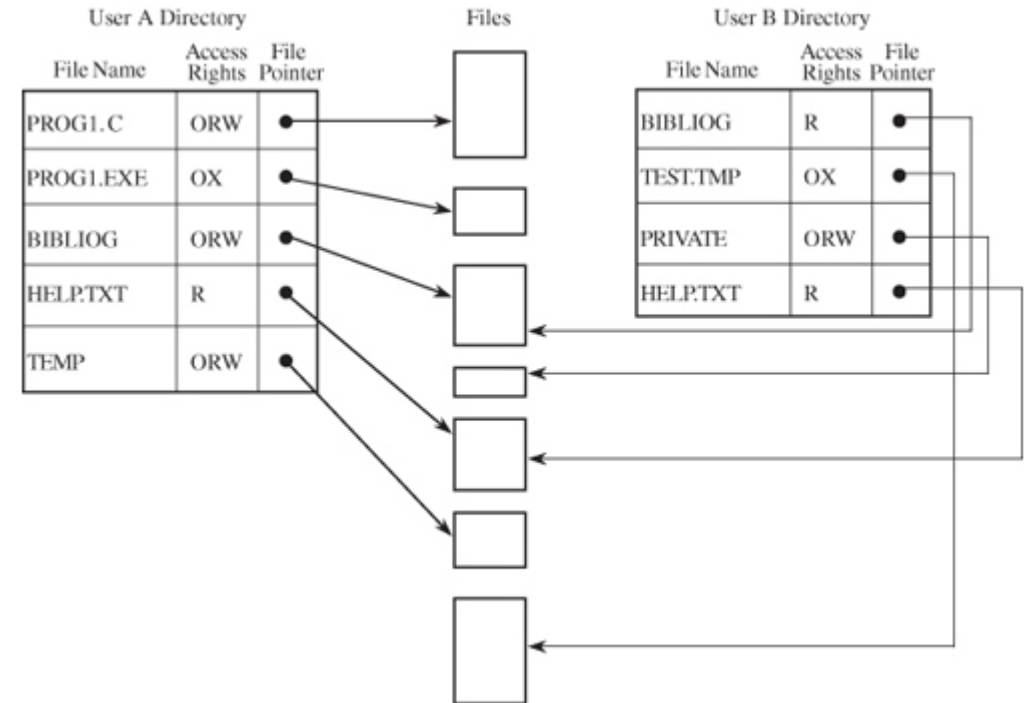 User A Directory
File Name Access Rights File Pointer
PROG1.C ORW
PROG1.EXE OX
BIBLIOG ORW
HELP.TXT R
TEMP ORW
Files
User B Directory
File Name Access Rights File Pointer
BIBLIOG R
TEST.TMP OX
PRIVATE ORW
HELP.TXT R